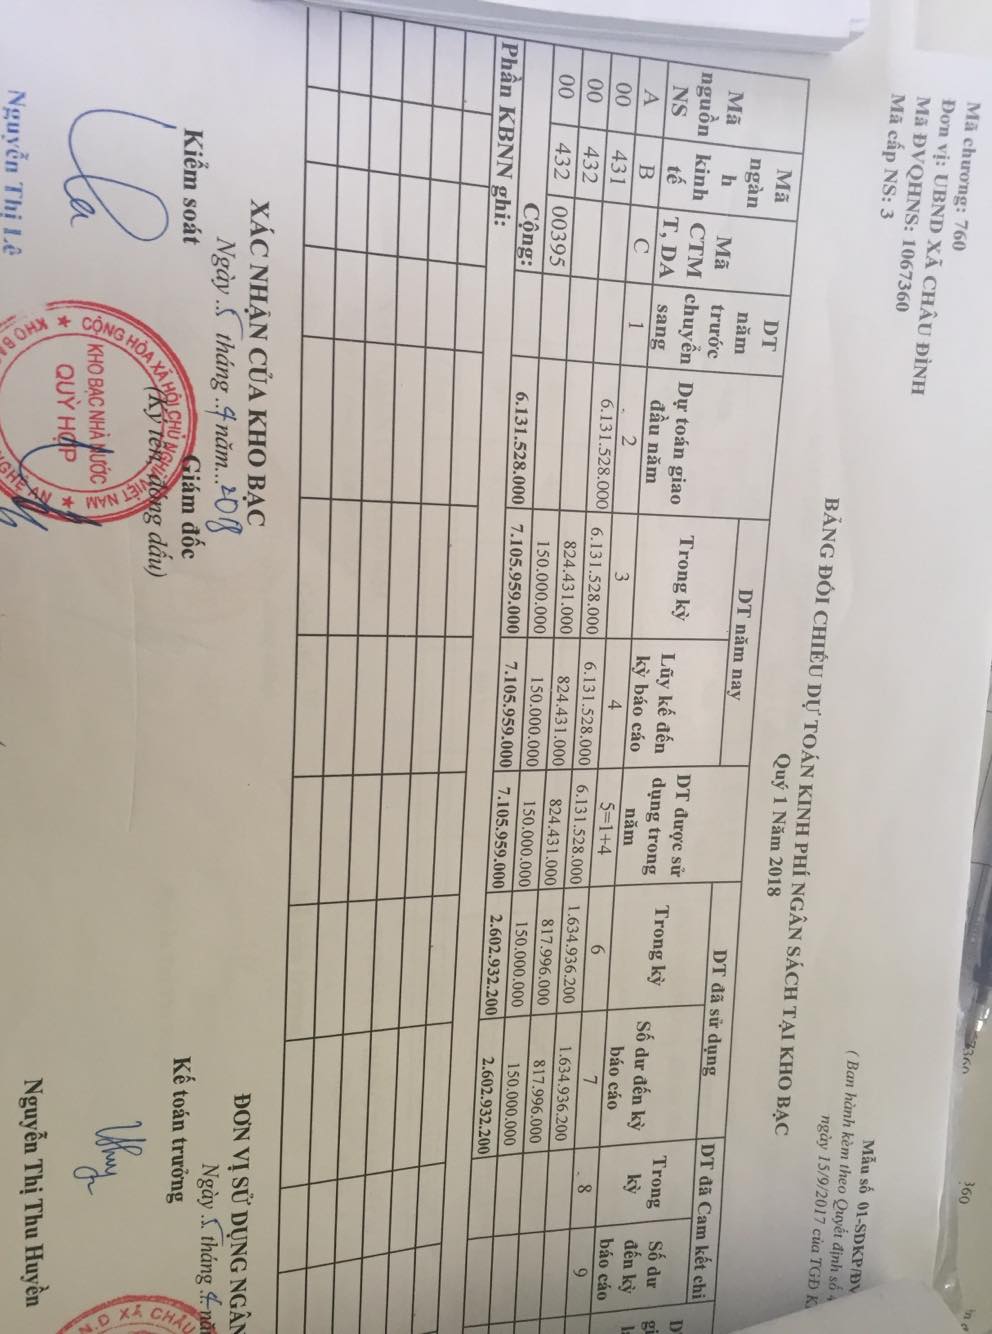 Mã chương: 760
Đơn vị: UBND XÃ CHÂU ĐÌNH
Mã ĐVQHNS: 1067360
Mã cấp NS: 3
Mẫu số 01-SDKP/ĐV
( Ban hành kèm theo Quyết định số
ngày 15/9/2017 của TGĐ K
BẢNG ĐỐI CHIẾU DỰ TOÁN KINH PHÍ NGÂN SÁCH TẠI KHO BẠC
Quý 1 Năm 2018
Mã nguồn NS
Mã ngàn h kinh tế
Mã CTM T, DA
DT năm trước chuyển sang
DT năm nay
Dự toán giao đầu năm
Trong kỳ
Lũy kế đến kỳ báo cáo
DT được sử dụng trong năm
DT đã sử dụng
Trong kỳ
Số dư đến kỳ báo cáo
DT đã Cam kết chi
Trong kỳ
Số dư đến kỳ báo cáo
A B C 1 2 3 4 5=1+4 6 7 8 9
00 431 6.131.528.000 6.131.528.000 6.131.528.000 6.131.528.000 1.634.936.200 1.634.936.200
00 432 824.431.000 824.431.000 824.431.000 817.996.000 817.996.000
00 432 00395 150.000.000 150.000.000 150.000.000 150.000.000 150.000.000
Cộng: 6.131.528.000 7.105.959.000 7.105.959.000 7.105.959.000 2.602.932.200 2.602.932.200
Phần KBNN ghi:
XÁC NHẬN CỦA KHO BẠC
Ngày ..5 tháng ..4 năm...2018
Kiểm soát
Giám đốc
(Ký tên, đóng dấu)
CỘNG HÒA XÃ HỘI CHỦ NGHĨA VIỆT NAM
KHO BẠC NHÀ NƯỚC
QUỲ HỢP
NGHỆ AN
Nguyễn Thị Lê
ĐƠN VỊ SỬ DỤNG NGÂN
Ngày ..5. tháng ..4. năm
Kế toán trưởng
Nguyễn Thị Thu Huyền
N.D XÃ CHÂU